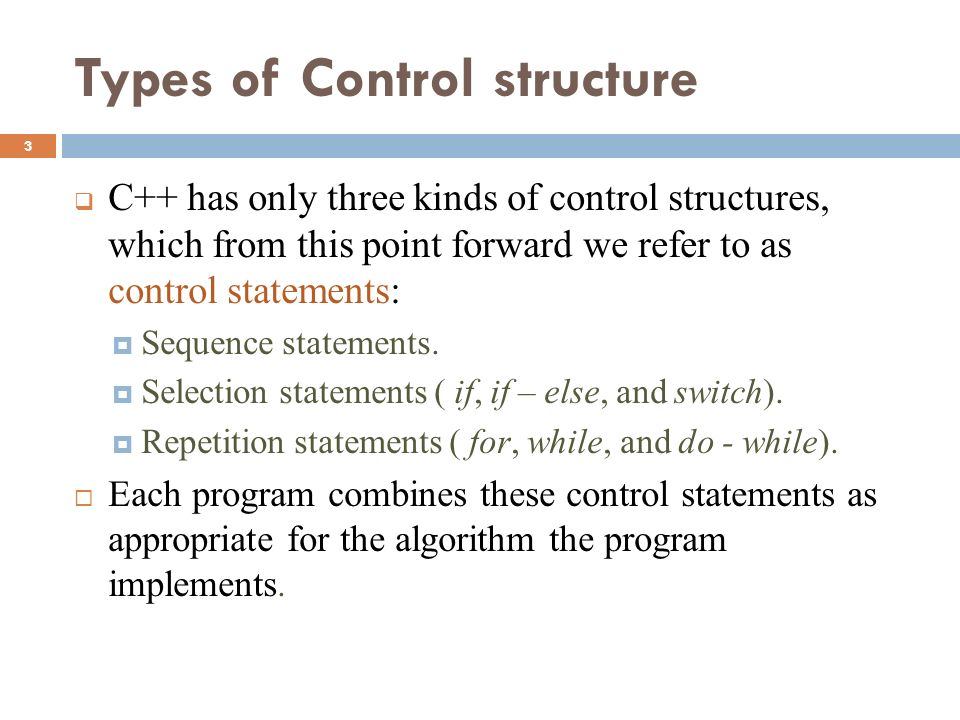 Types of Control structure
3
C++ has only three kinds of control structures,
which from this point forward we refer to as
control statements:
Sequence statements.
Selection statements ( if, if – else, and switch).
Repetition statements ( for, while, and do - while).
Each program combines these control statements as
appropriate for the algorithm the program
implements.